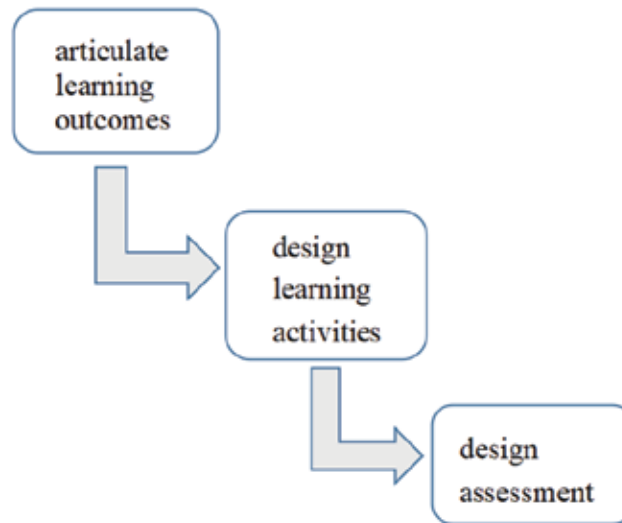 articulate
learning
outcomes
design
learning
activities
design
assessment